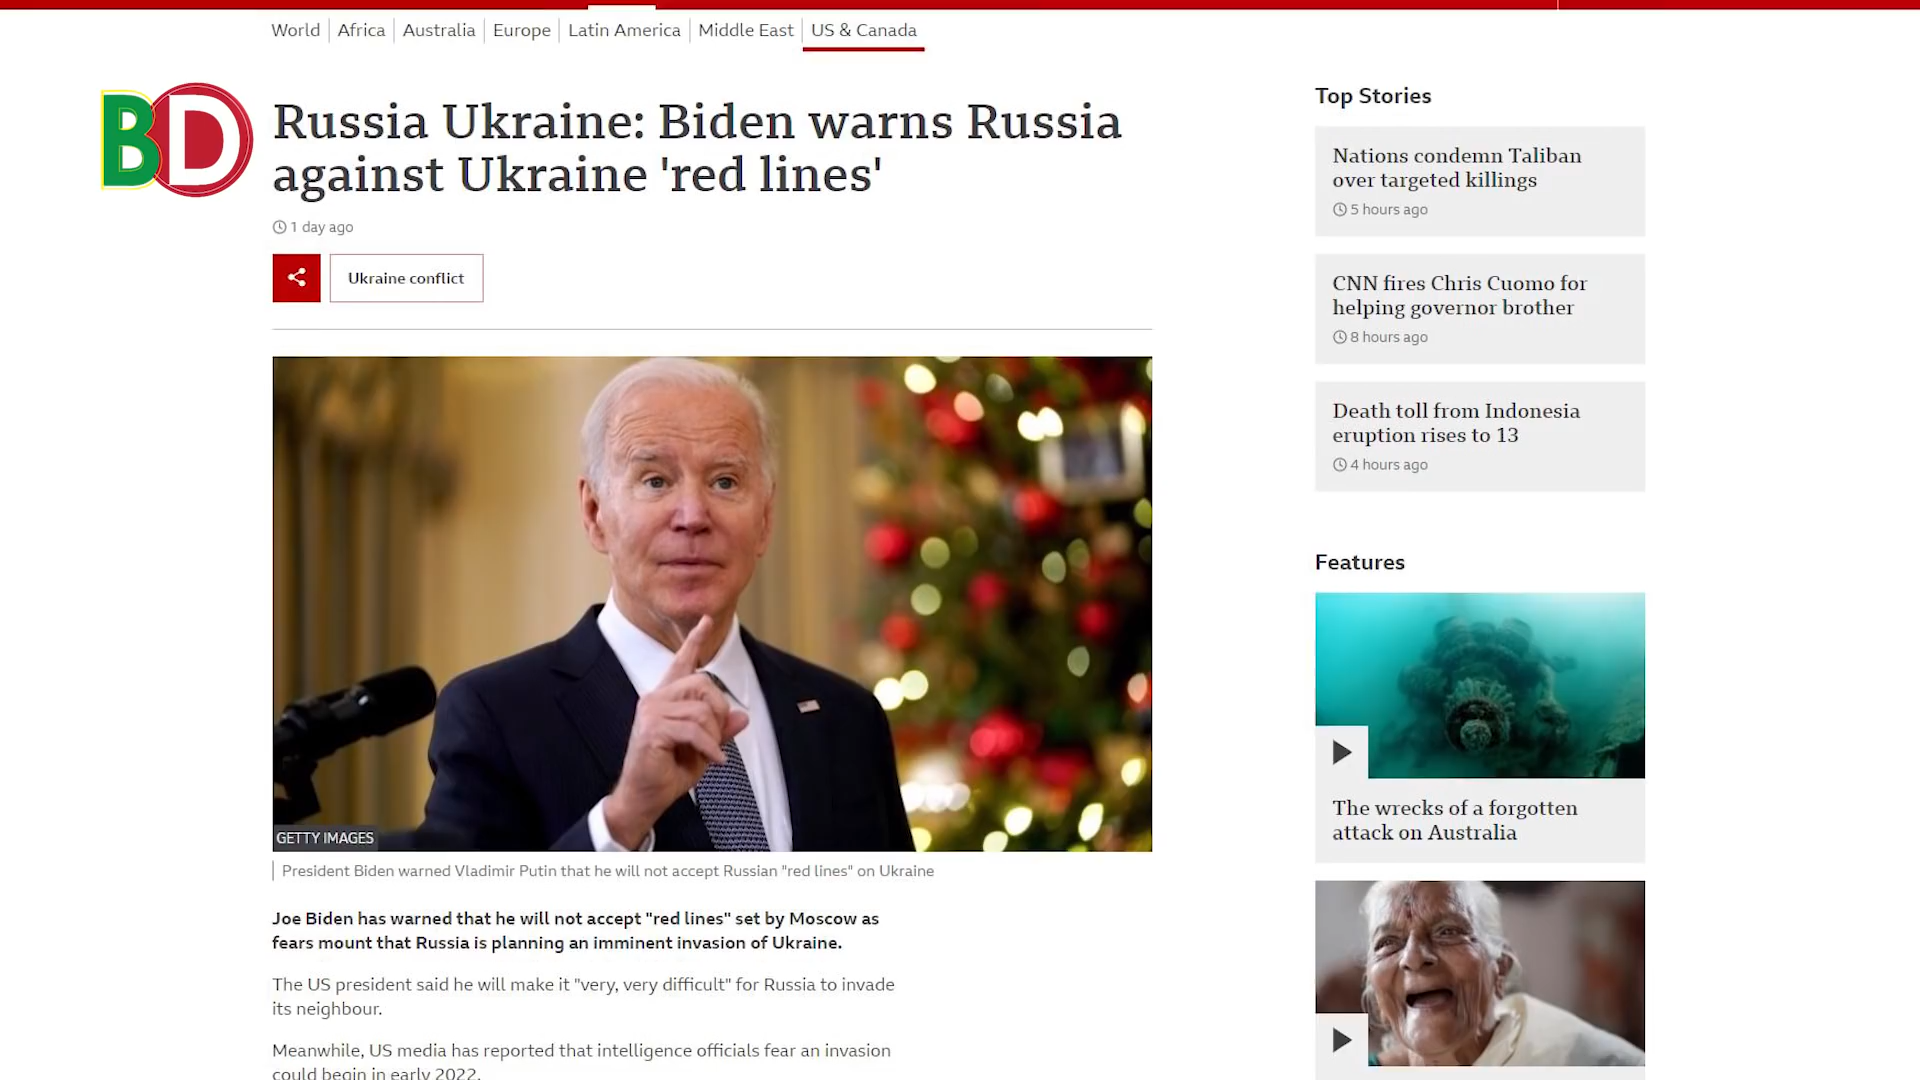 World
Africa
Australia
Europe
Latin America
Middle East
US & Canada
BD
Russia Ukraine: Biden warns Russia
against Ukraine 'red lines'
1 day ago
Ukraine conflict
GETTY IMAGES
President Biden warned Vladimir Putin that he will not accept Russian "red lines" on Ukraine
Joe Biden has warned that he will not accept "red lines" set by Moscow as
fears mount that Russia is planning an imminent invasion of Ukraine.
The US president said he will make it "very, very difficult" for Russia to invade
its neighbour.
Meanwhile, US media has reported that intelligence officials fear an invasion
could begin in early 2022.
Top Stories
Nations condemn Taliban
over targeted killings
5 hours ago
CNN fires Chris Cuomo for
helping governor brother
8 hours ago
Death toll from Indonesia
eruption rises to 13
4 hours ago
Features
The wrecks of a forgotten
attack on Australia